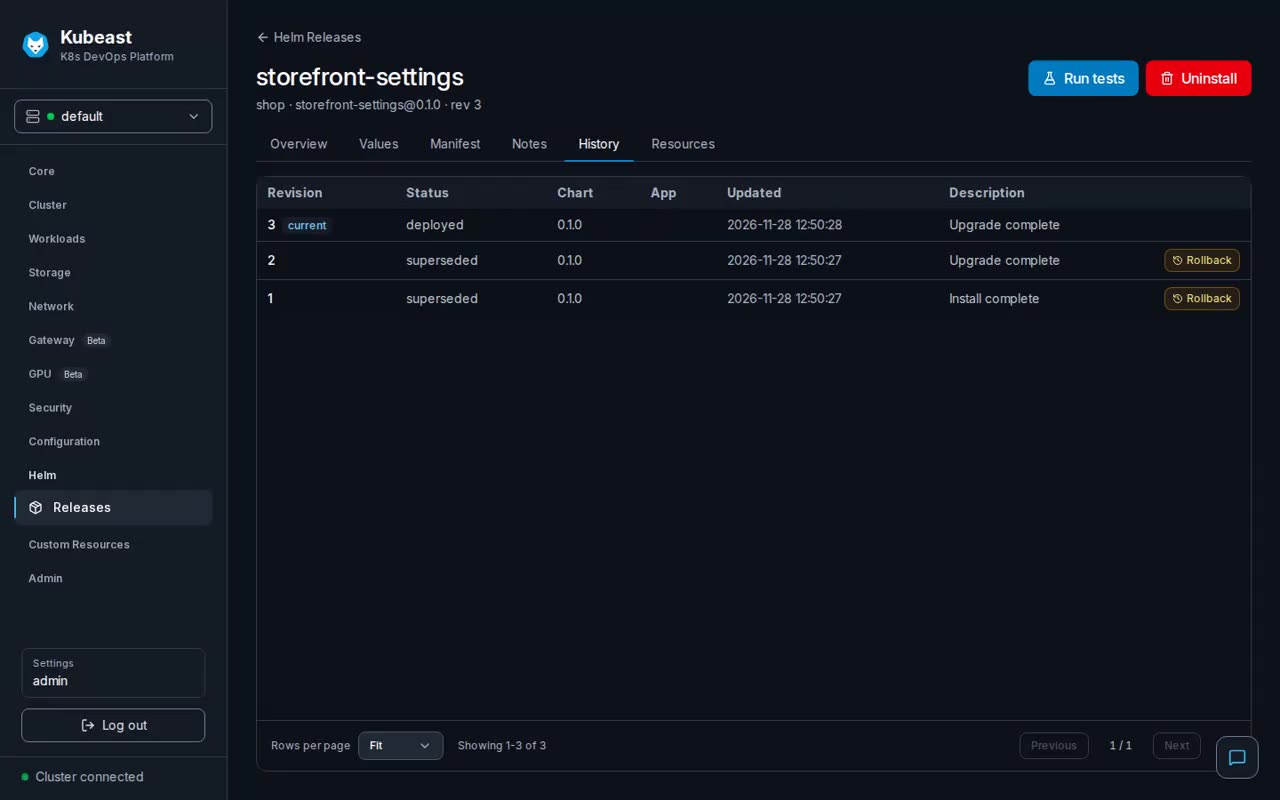 Kubeast
K8s DevOps Platform
default
Core
Cluster
Workloads
Storage
Network
Gateway Beta
GPU Beta
Security
Configuration
Helm
Releases
Custom Resources
Admin
Settings
admin
Log out
Cluster connected
Helm Releases
storefront-settings
shop · storefront-settings@0.1.0 · rev 3
Run tests Uninstall
Overview Values Manifest Notes History Resources
Revision Status Chart App Updated Description
3 current deployed 0.1.0 2026-11-28 12:50:28 Upgrade complete
2 superseded 0.1.0 2026-11-28 12:50:27 Upgrade complete Rollback
1 superseded 0.1.0 2026-11-28 12:50:27 Install complete Rollback
Rows per page Fit Showing 1-3 of 3 Previous 1 / 1 Next